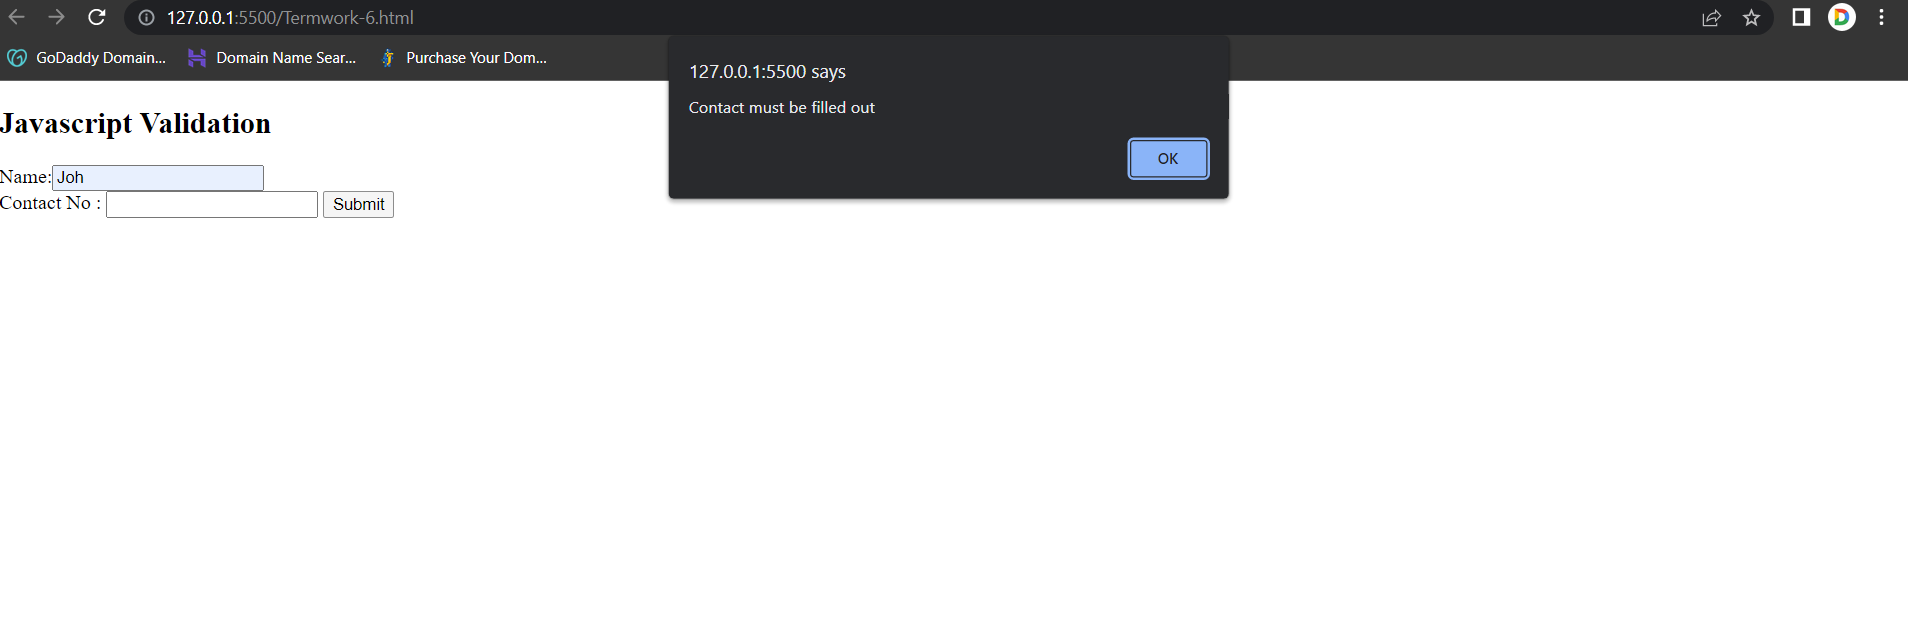 127.0.0.1:5500/Termwork-6.html
D
GoDaddy Domain... Domain Name Sear... Purchase Your Dom...
127.0.0.1:5500 says
Contact must be filled out
OK
Javascript Validation
Name: Joh
Contact No : Submit